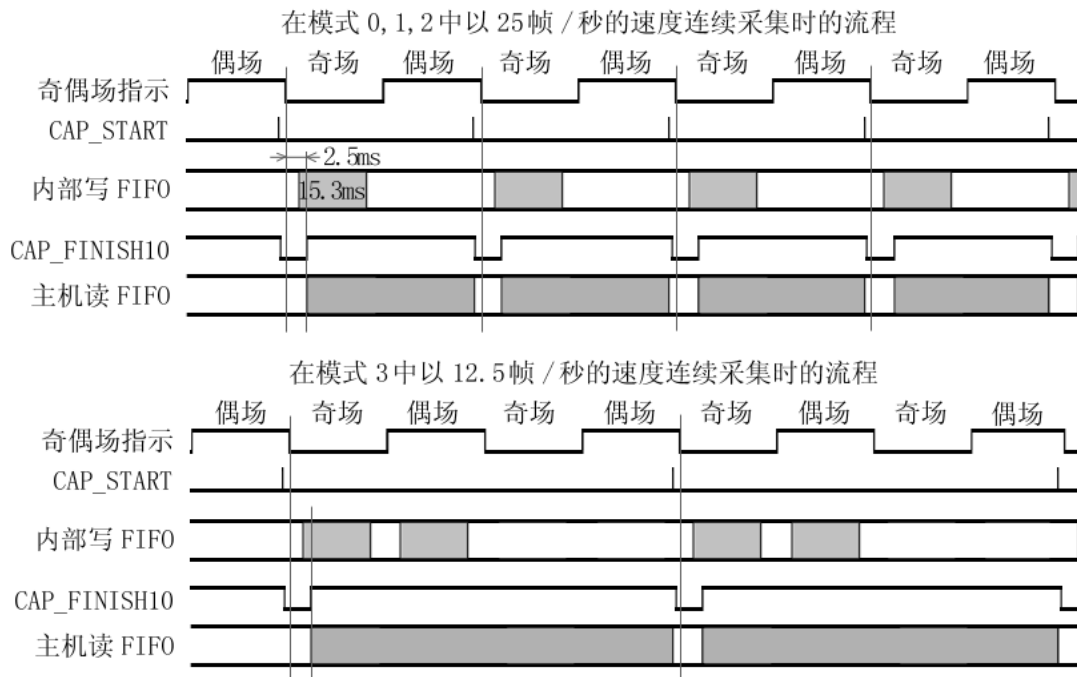 在模式 0,1,2 中以 25 帧 / 秒的速度连续采集时的流程
偶场 奇场 偶场 奇场 偶场 奇场 偶场 奇场 偶场
奇偶场指示
CAP_START
2.5ms
内部写 FIFO
15.3ms
CAP_FINISH10
主机读 FIFO
在模式 3 中以 12.5 帧 / 秒的速度连续采集时的流程
偶场 奇场 偶场 奇场 偶场 奇场 偶场 奇场 偶场
奇偶场指示
CAP_START
内部写 FIFO
CAP_FINISH10
主机读 FIFO